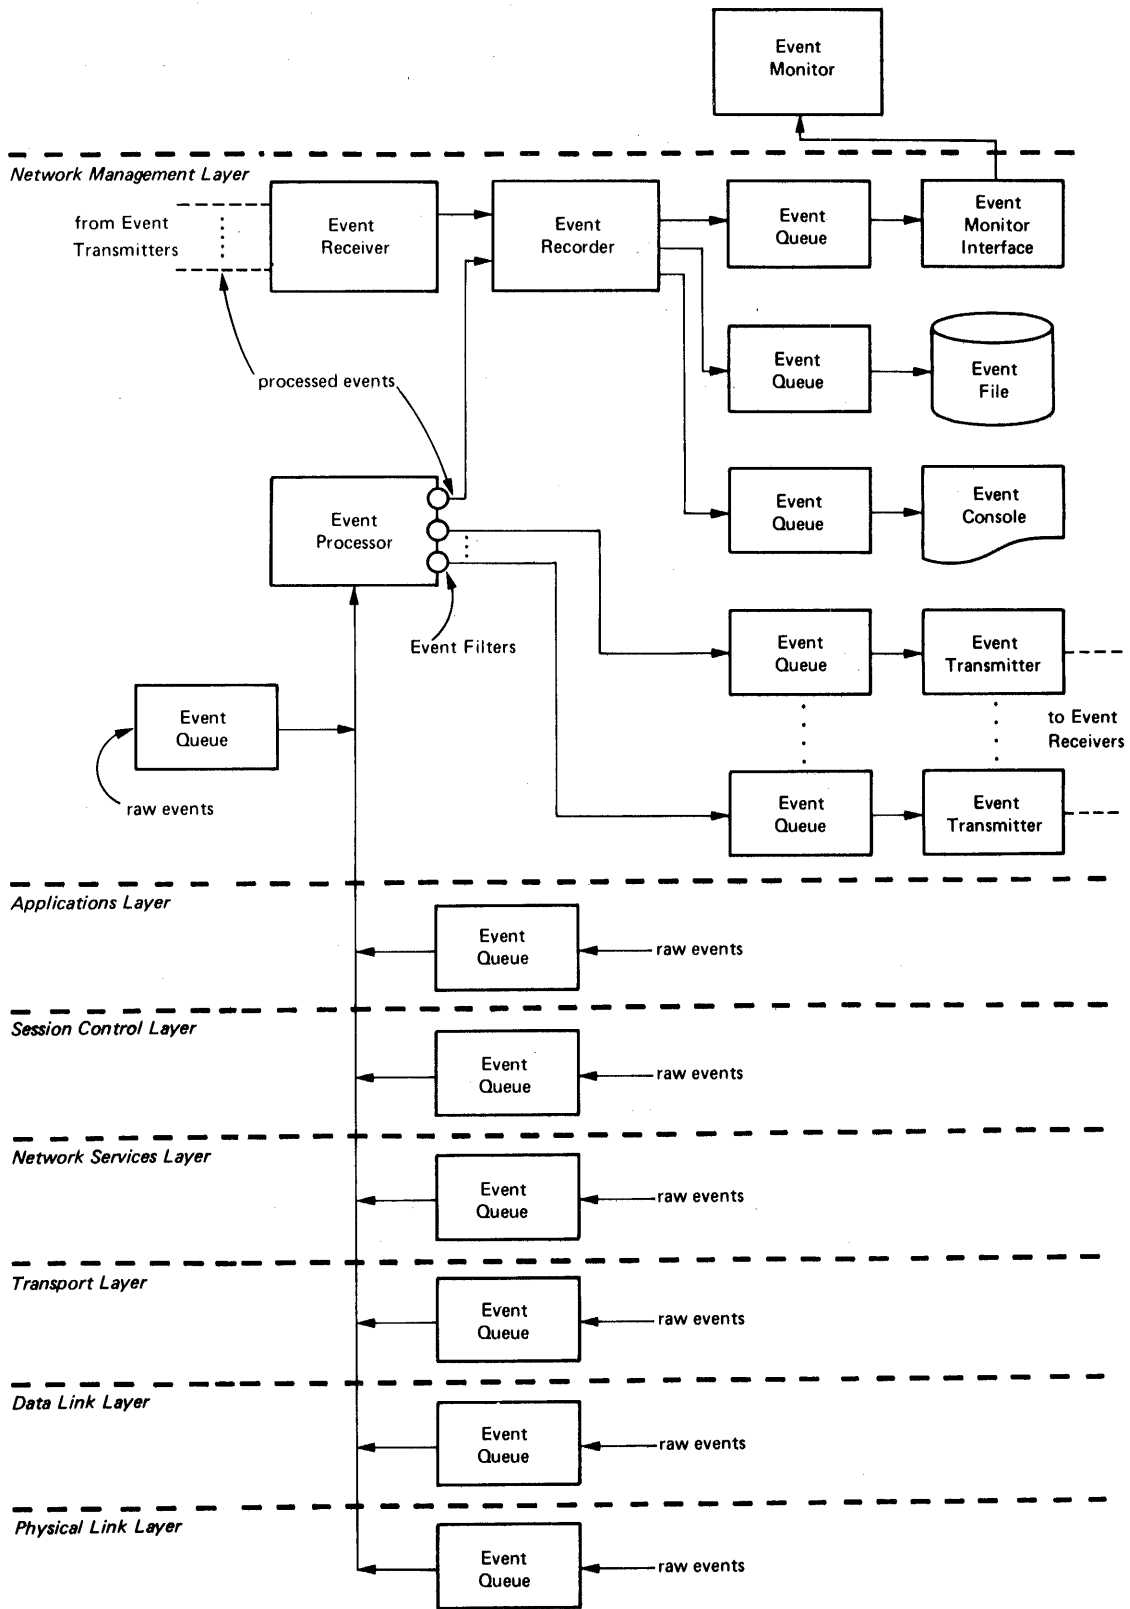 Event
Monitor
Network Management Layer
from Event
Transmitters
Event
Receiver
Event
Recorder
Event
Queue
Event
Monitor
Interface
processed events
Event
Queue
Event
File
Event
Processor
Event
Queue
Event
Console
Event Filters
Event
Queue
Event
Transmitter
Event
Queue
to Event
Receivers
raw events
Event
Queue
Event
Transmitter
Applications Layer
Event
Queue
raw events
Session Control Layer
Event
Queue
raw events
Network Services Layer
Event
Queue
raw events
Transport Layer
Event
Queue
raw events
Data Link Layer
Event
Queue
raw events
Physical Link Layer
Event
Queue
raw events